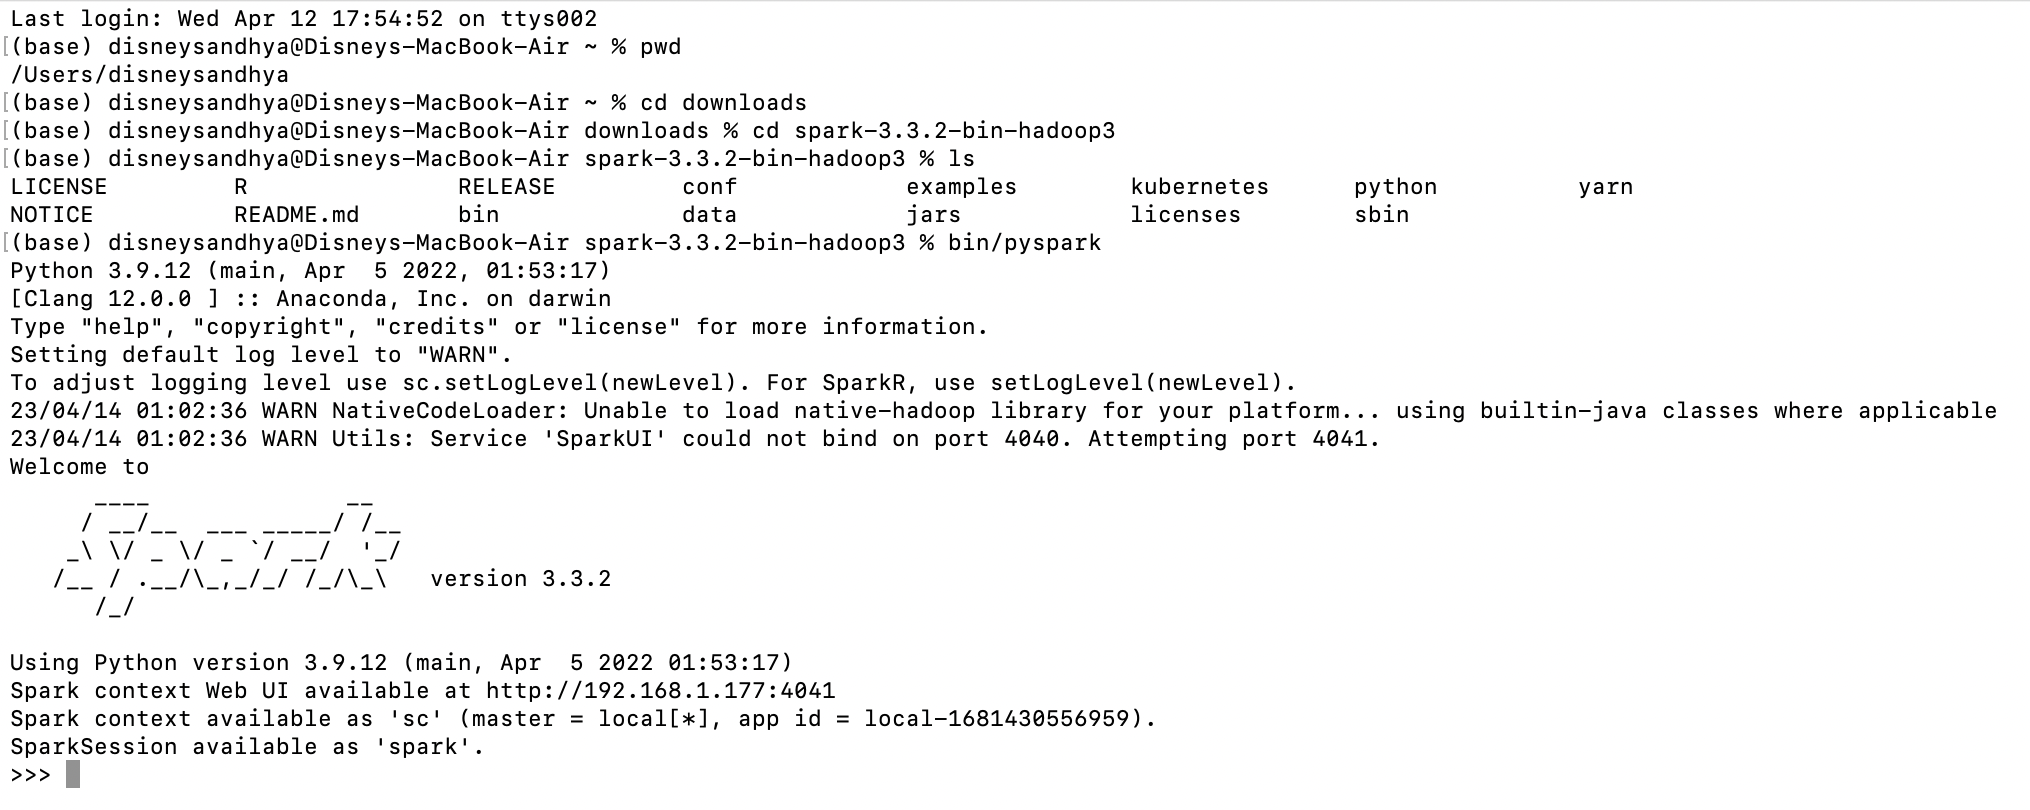 Last login: Wed Apr 12 17:54:52 on ttys002
[(base) disneysandhya@Disneys-MacBook-Air ~ % pwd
/Users/disneysandhya
[(base) disneysandhya@Disneys-MacBook-Air ~ % cd downloads
[(base) disneysandhya@Disneys-MacBook-Air downloads % cd spark-3.3.2-bin-hadoop3
[(base) disneysandhya@Disneys-MacBook-Air spark-3.3.2-bin-hadoop3 % ls
LICENSE         R               RELEASE         conf            examples        kubernetes      python          yarn
NOTICE          README.md       bin             data            jars            licenses        sbin
[(base) disneysandhya@Disneys-MacBook-Air spark-3.3.2-bin-hadoop3 % bin/pyspark
Python 3.9.12 (main, Apr  5 2022, 01:53:17)
[Clang 12.0.0 ] :: Anaconda, Inc. on darwin
Type "help", "copyright", "credits" or "license" for more information.
Setting default log level to "WARN".
To adjust logging level use sc.setLogLevel(newLevel). For SparkR, use setLogLevel(newLevel).
23/04/14 01:02:36 WARN NativeCodeLoader: Unable to load native-hadoop library for your platform... using builtin-java classes where applicable
23/04/14 01:02:36 WARN Utils: Service 'SparkUI' could not bind on port 4040. Attempting port 4041.
Welcome to
      ____              __
     / __/__  ___ _____/ /__
    _\ \/ _ \/ _ `/ __/  '_/
   /__ / .__/\_,_/_/ /_/\_\   version 3.3.2
      /_/

Using Python version 3.9.12 (main, Apr  5 2022 01:53:17)
Spark context Web UI available at http://192.168.1.177:4041
Spark context available as 'sc' (master = local[*], app id = local-1681430556959).
SparkSession available as 'spark'.
>>>